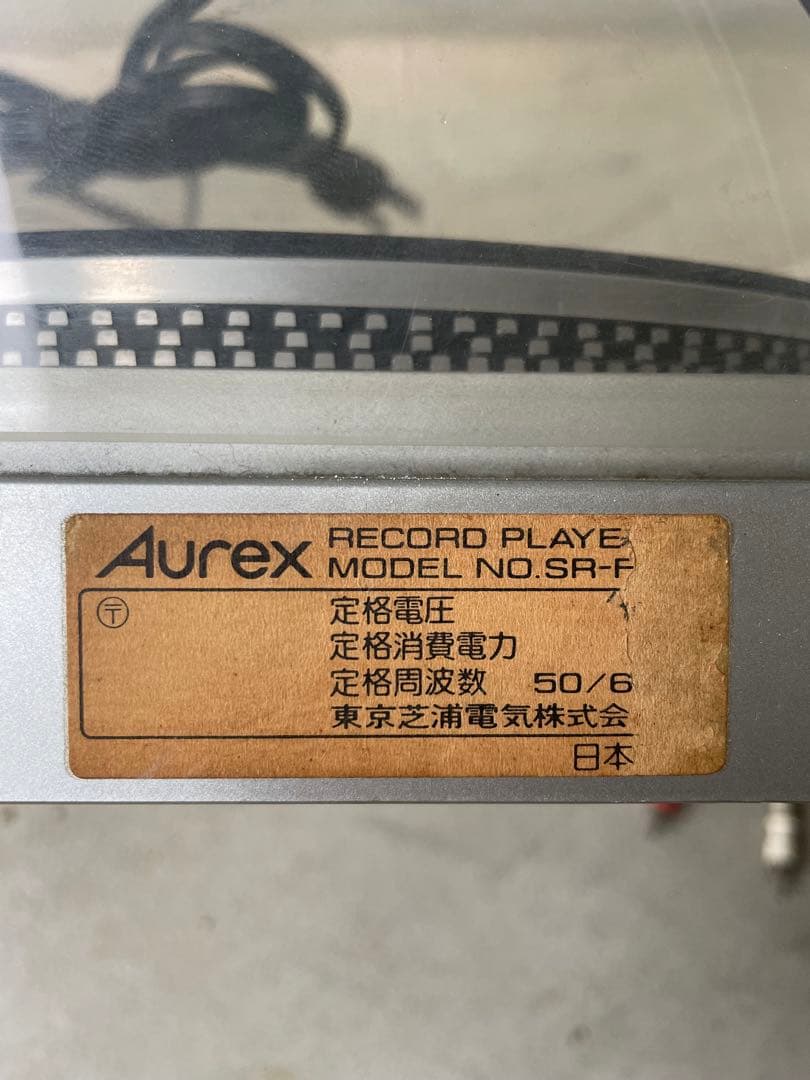 Aurex RECORD PLAYE
MODEL NO.SR-F
〒 定格電圧
定格消費電力
定格周波数 50/6
東京芝浦電気株式会
日本